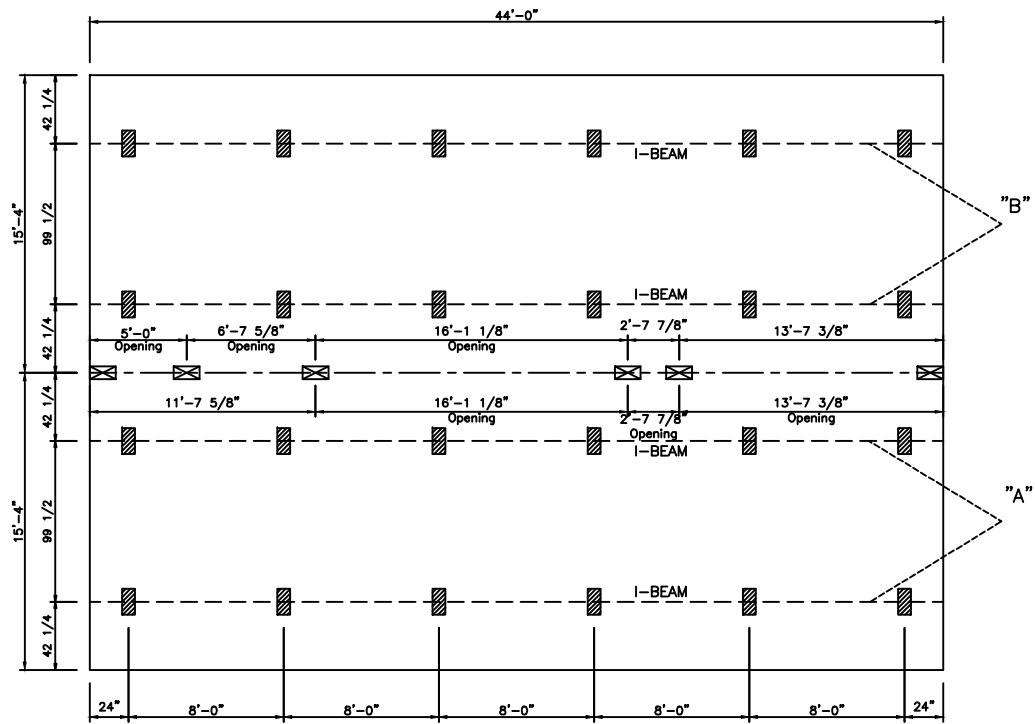 44'-0"
42 1/4
I-BEAM
"B"
15'-4"
99 1/2
I-BEAM
42 1/4
5'-0"
Opening
6'-7 5/8"
Opening
16'-1 1/8"
2'-7 7/8"
13'-7 3/8"
11'-7 5/8"
16'-1 1/8"
Opening
2'-7 7/8"
Opening
13'-7 3/8"
Opening
42 1/4
I-BEAM
"A"
15'-4"
99 1/2
I-BEAM
42 1/4
24"
8'-0"
8'-0"
8'-0"
8'-0"
8'-0"
24"